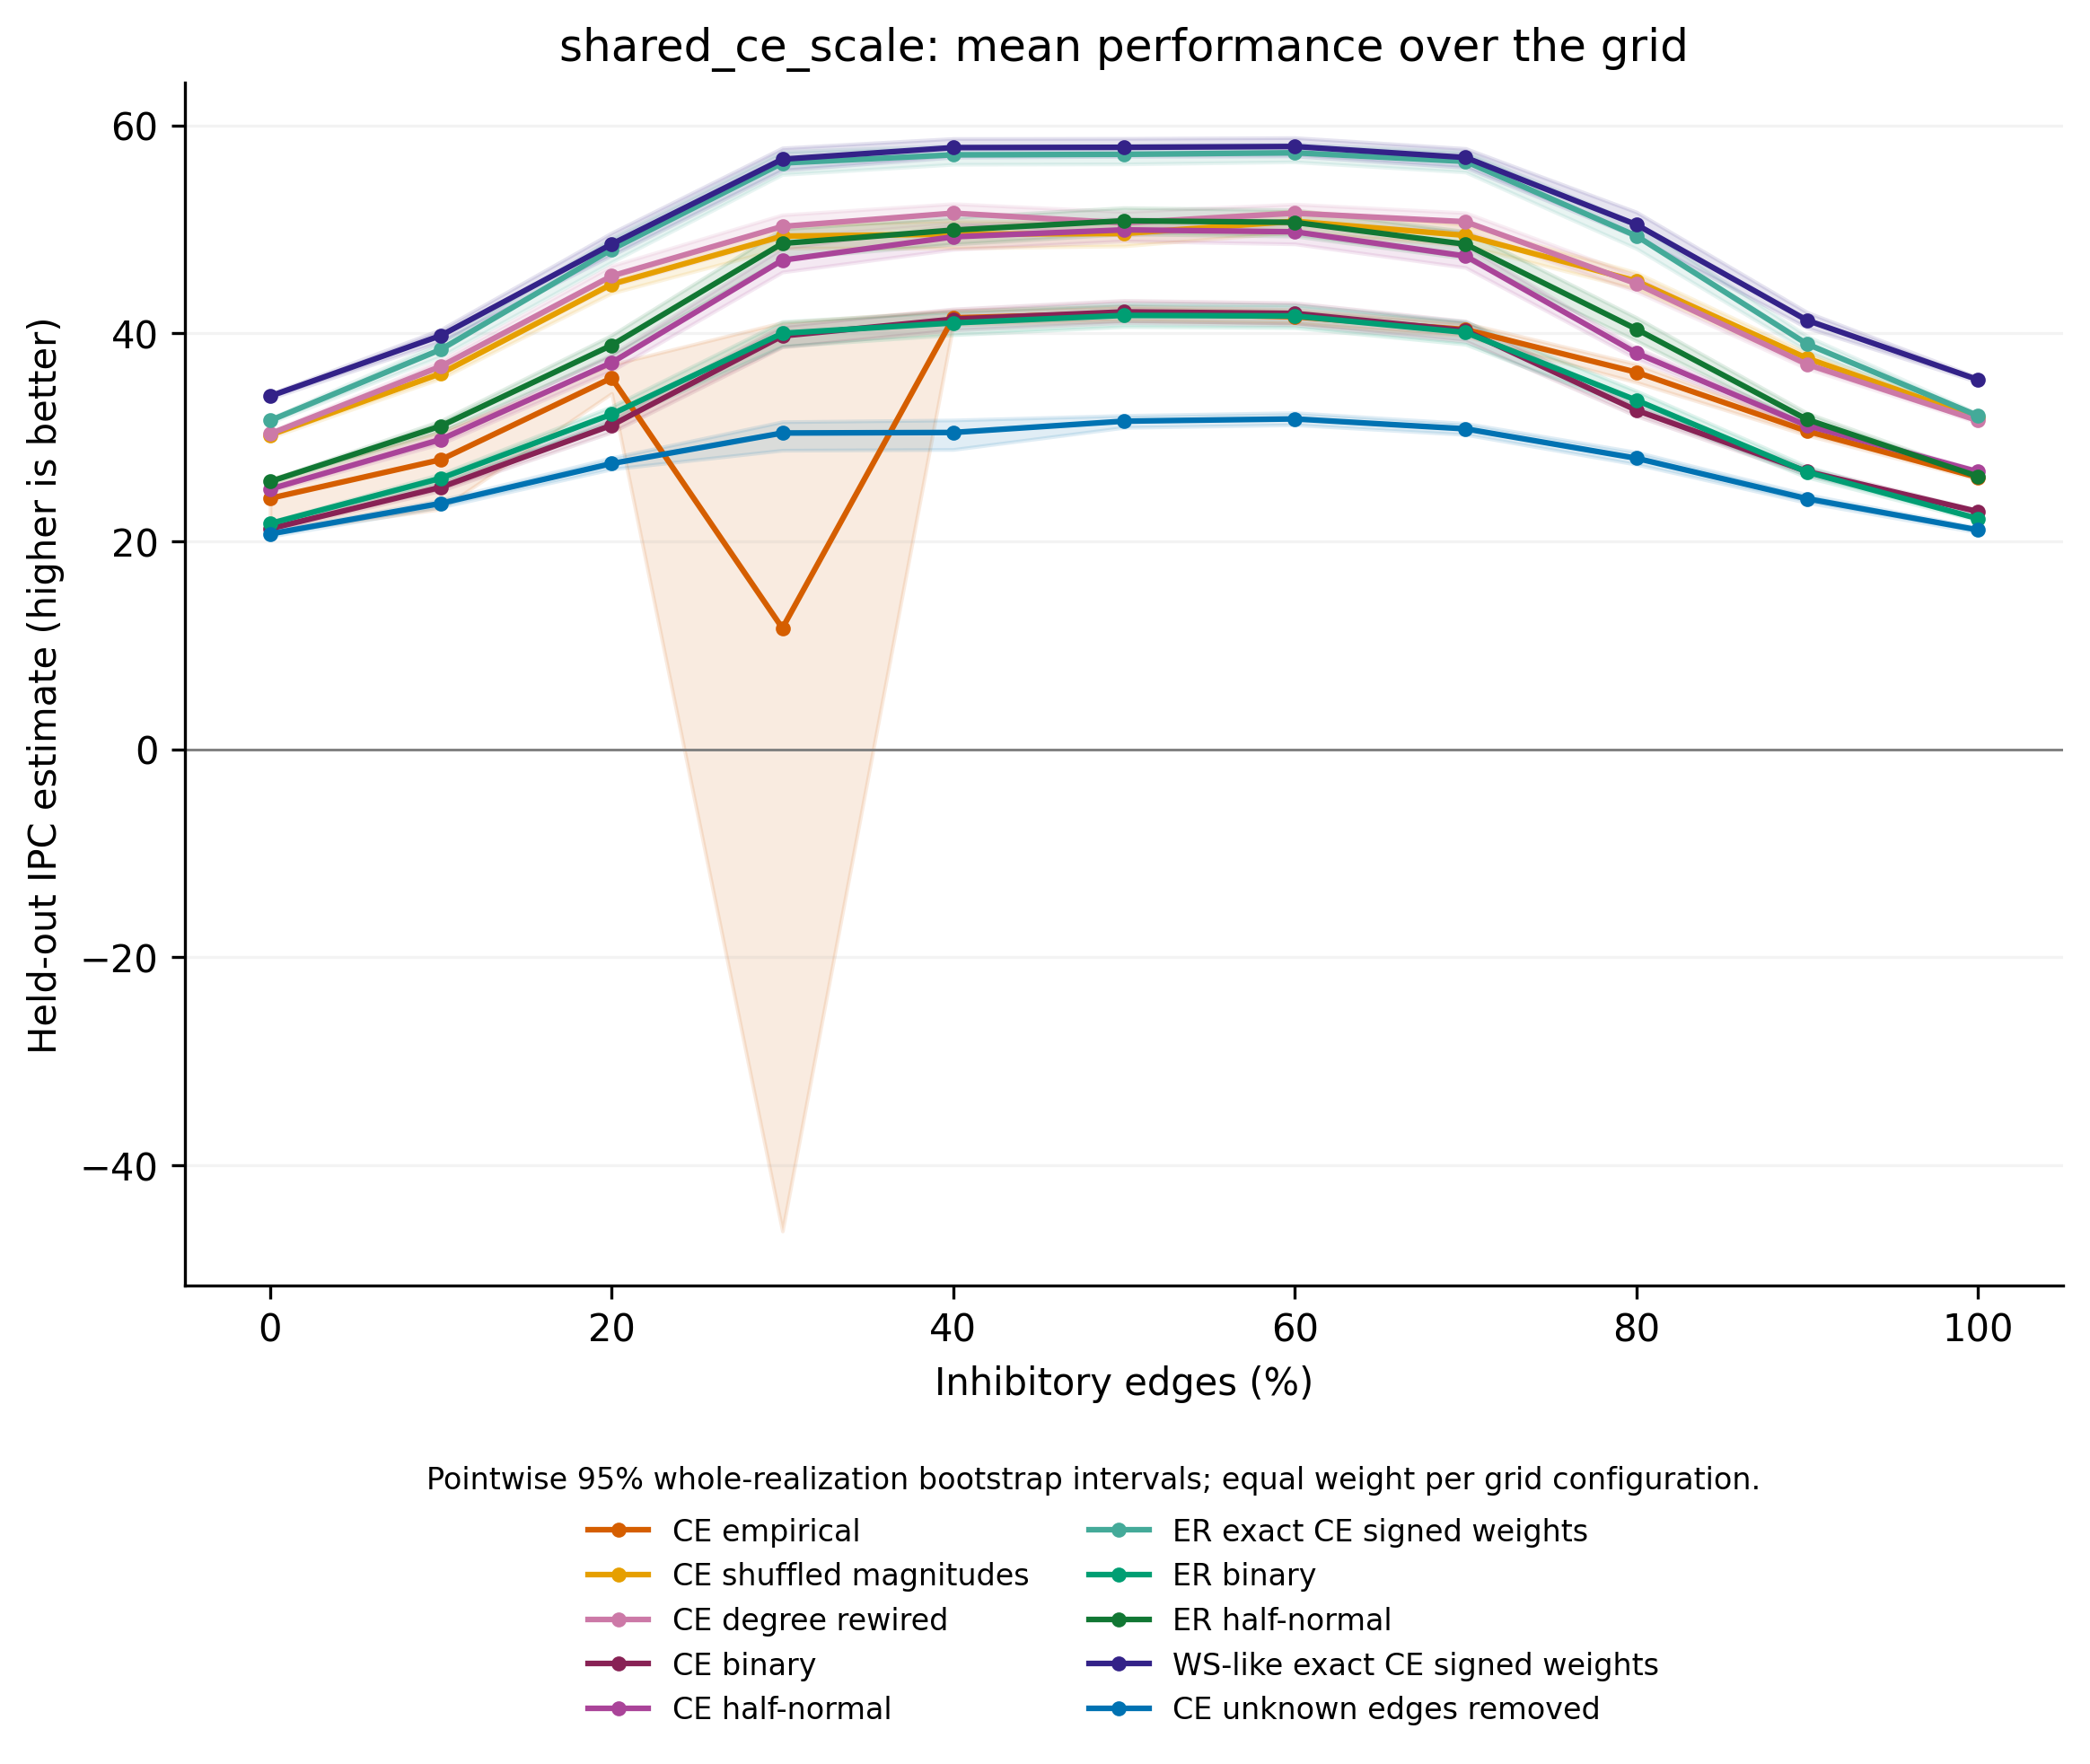 shared_ce_scale: mean performance over the grid
Held-out IPC estimate (higher is better)
60
40
20
0
−20
−40
0
20
40
60
80
100
Inhibitory edges (%)
Pointwise 95% whole-realization bootstrap intervals; equal weight per grid configuration.
CE empirical
CE shuffled magnitudes
CE degree rewired
CE binary
CE half-normal
ER exact CE signed weights
ER binary
ER half-normal
WS-like exact CE signed weights
CE unknown edges removed